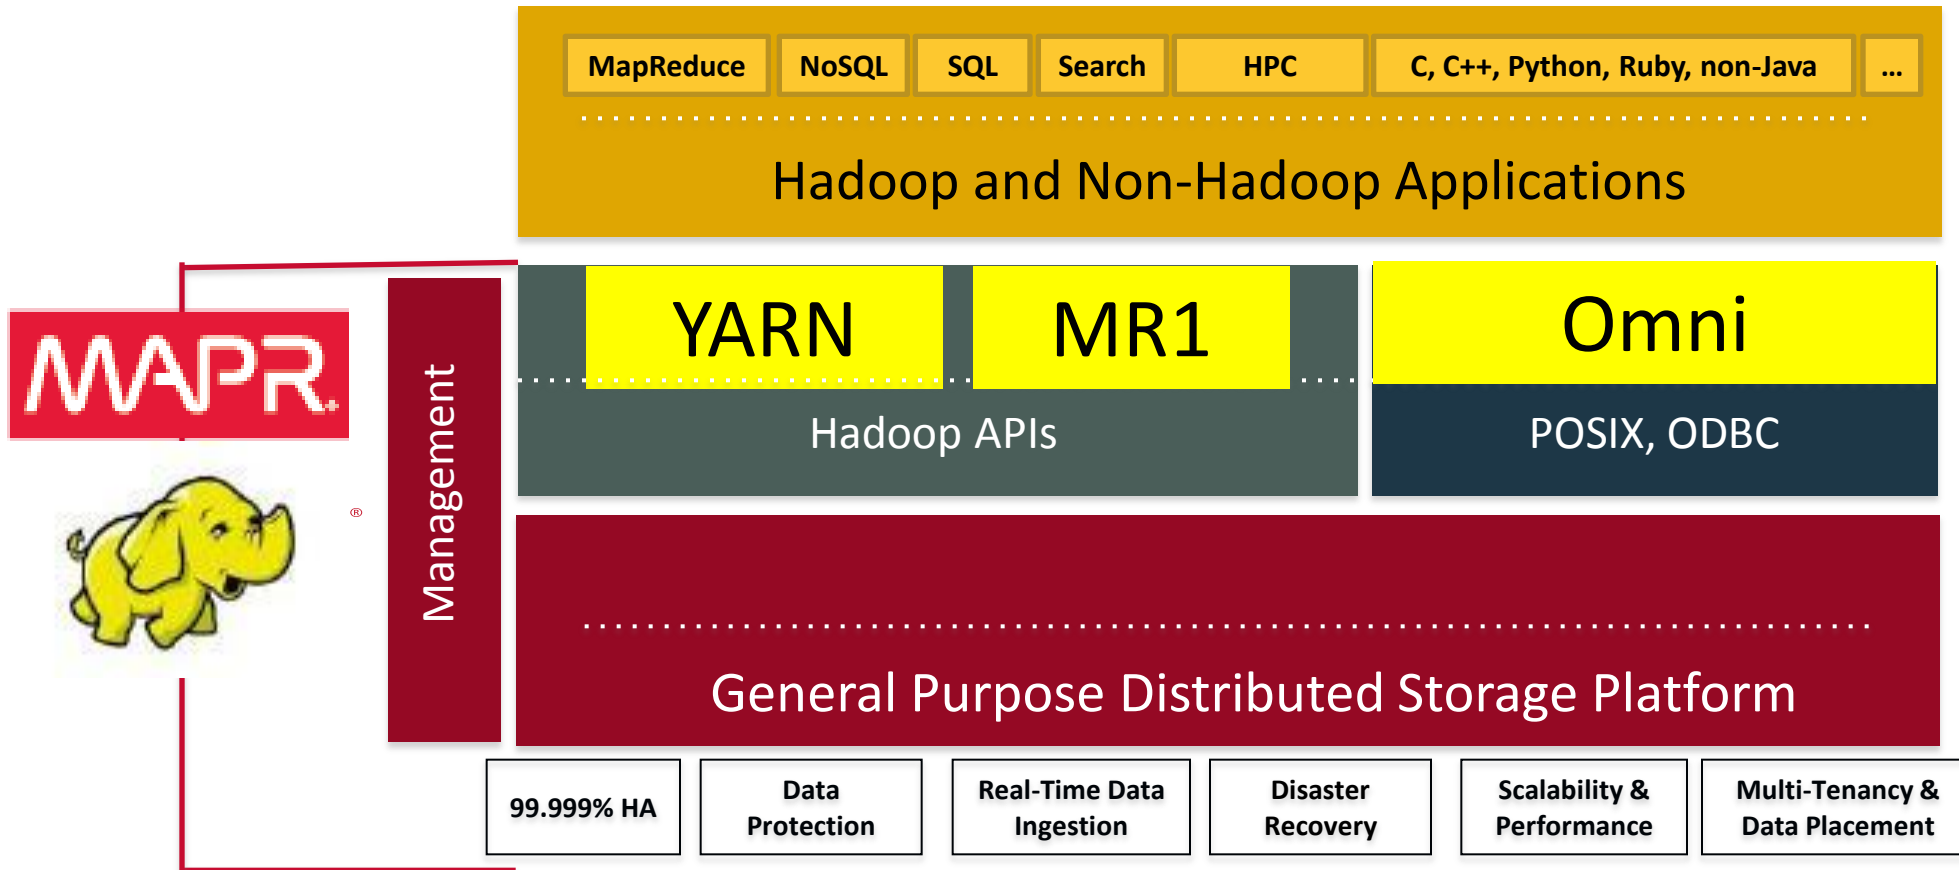 MapReduce
NoSQL
SQL
Search
HPC
C, C++, Python, Ruby, non-Java
...
Hadoop and Non-Hadoop Applications
MAPR
®
Management
YARN
MR1
Omni
Hadoop APIs
POSIX, ODBC
General Purpose Distributed Storage Platform
99.999% HA
Data
Protection
Real-Time Data
Ingestion
Disaster
Recovery
Scalability &
Performance
Multi-Tenancy &
Data Placement